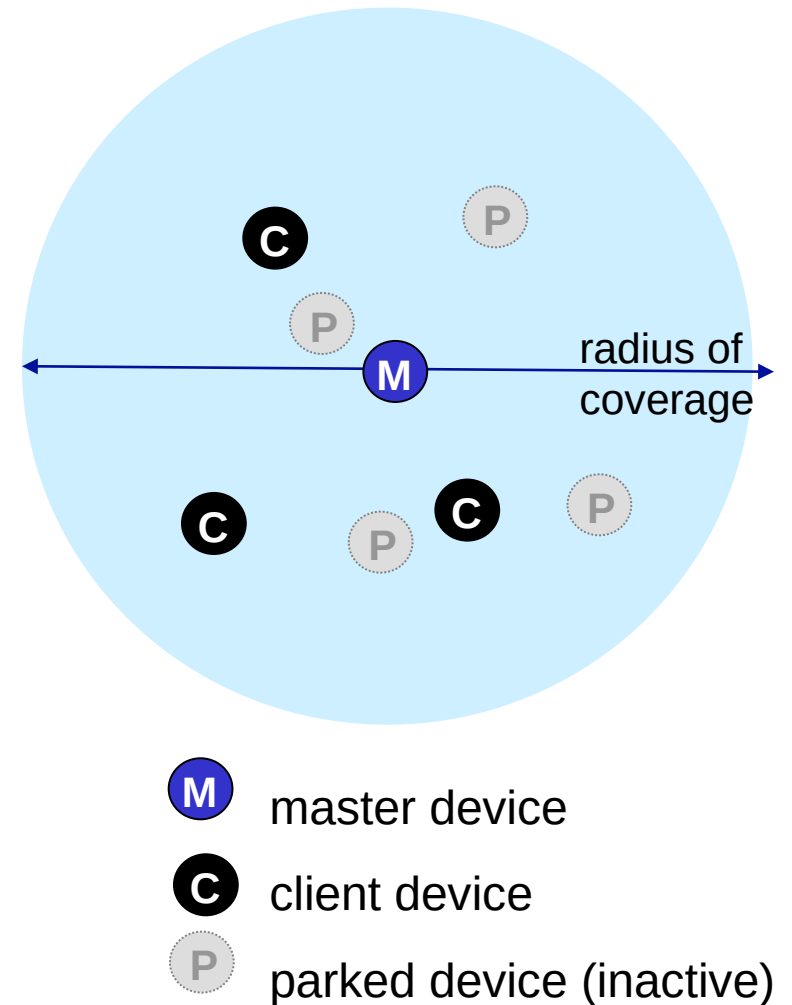 P
C
P
radius of
M
coverage
P
C
C
P
M
master device
C
client device
P
parked device (inactive)